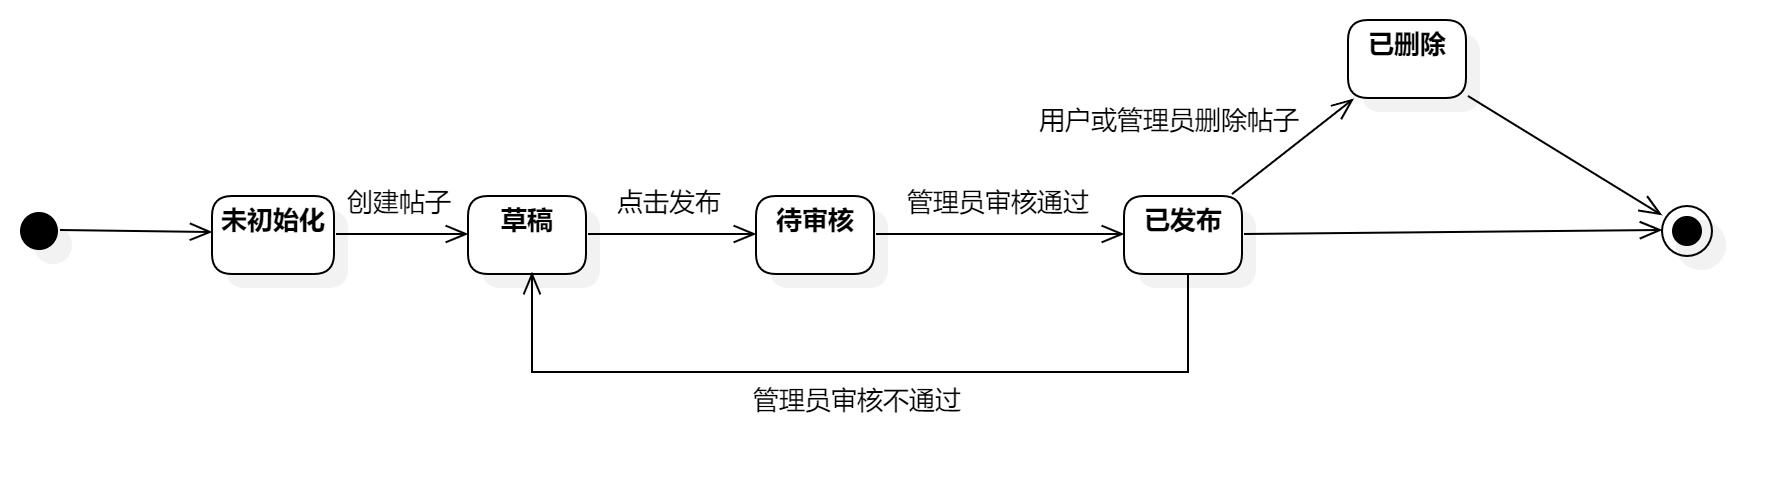 已删除
用户或管理员删除帖子
未初始化
创建帖子
草稿
点击发布
待审核
管理员审核通过
已发布
管理员审核不通过